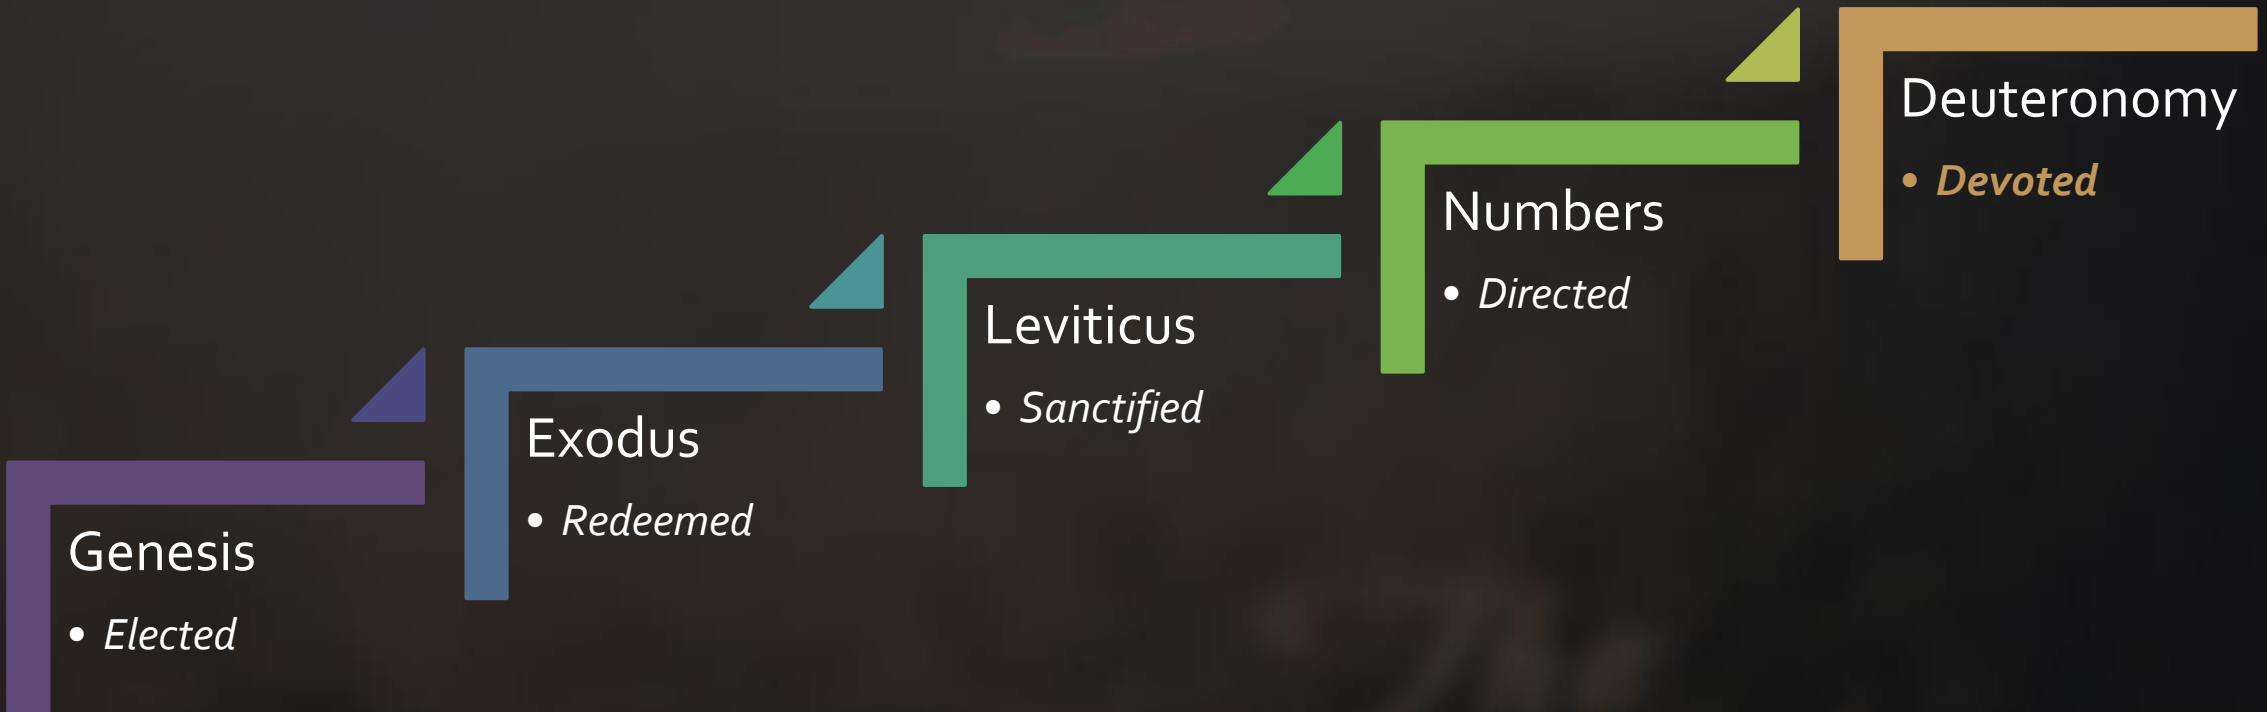 Genesis
• Elected
Exodus
• Redeemed
Leviticus
• Sanctified
Numbers
• Directed
Deuteronomy
• Devoted